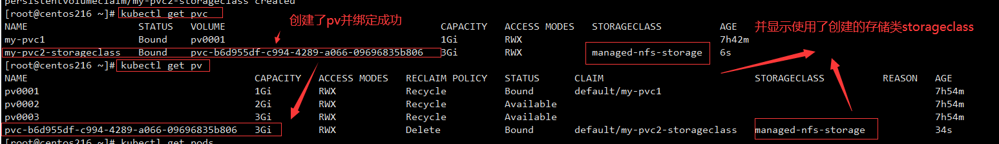 persistentvolumeclaim/my-pvc2-storageclass created
[root@centos216 ~]# kubectl get pvc
创建了pv并绑定成功
并显示使用了创建的存储类storageclass
NAME STATUS VOLUME CAPACITY ACCESS MODES STORAGECLASS AGE
my-pvc1 Bound pv0001 1Gi RWX 7h42m
my-pvc2-storageclass Bound pvc-b6d955df-c994-4289-a066-09696835b806 3Gi RWX managed-nfs-storage 6s
[root@centos216 ~]# kubectl get pv
NAME CAPACITY ACCESS MODES RECLAIM POLICY STATUS CLAIM STORAGECLASS REASON AGE
pv0001 1Gi RWX Recycle Bound default/my-pvc1 7h54m
pv0002 2Gi RWX Recycle Available 7h54m
pv0003 3Gi RWX Recycle Available 7h54m
pvc-b6d955df-c994-4289-a066-09696835b806 3Gi RWX Delete Bound default/my-pvc2-storageclass managed-nfs-storage 34s
[root@centos216 ~]# kubectl get pods